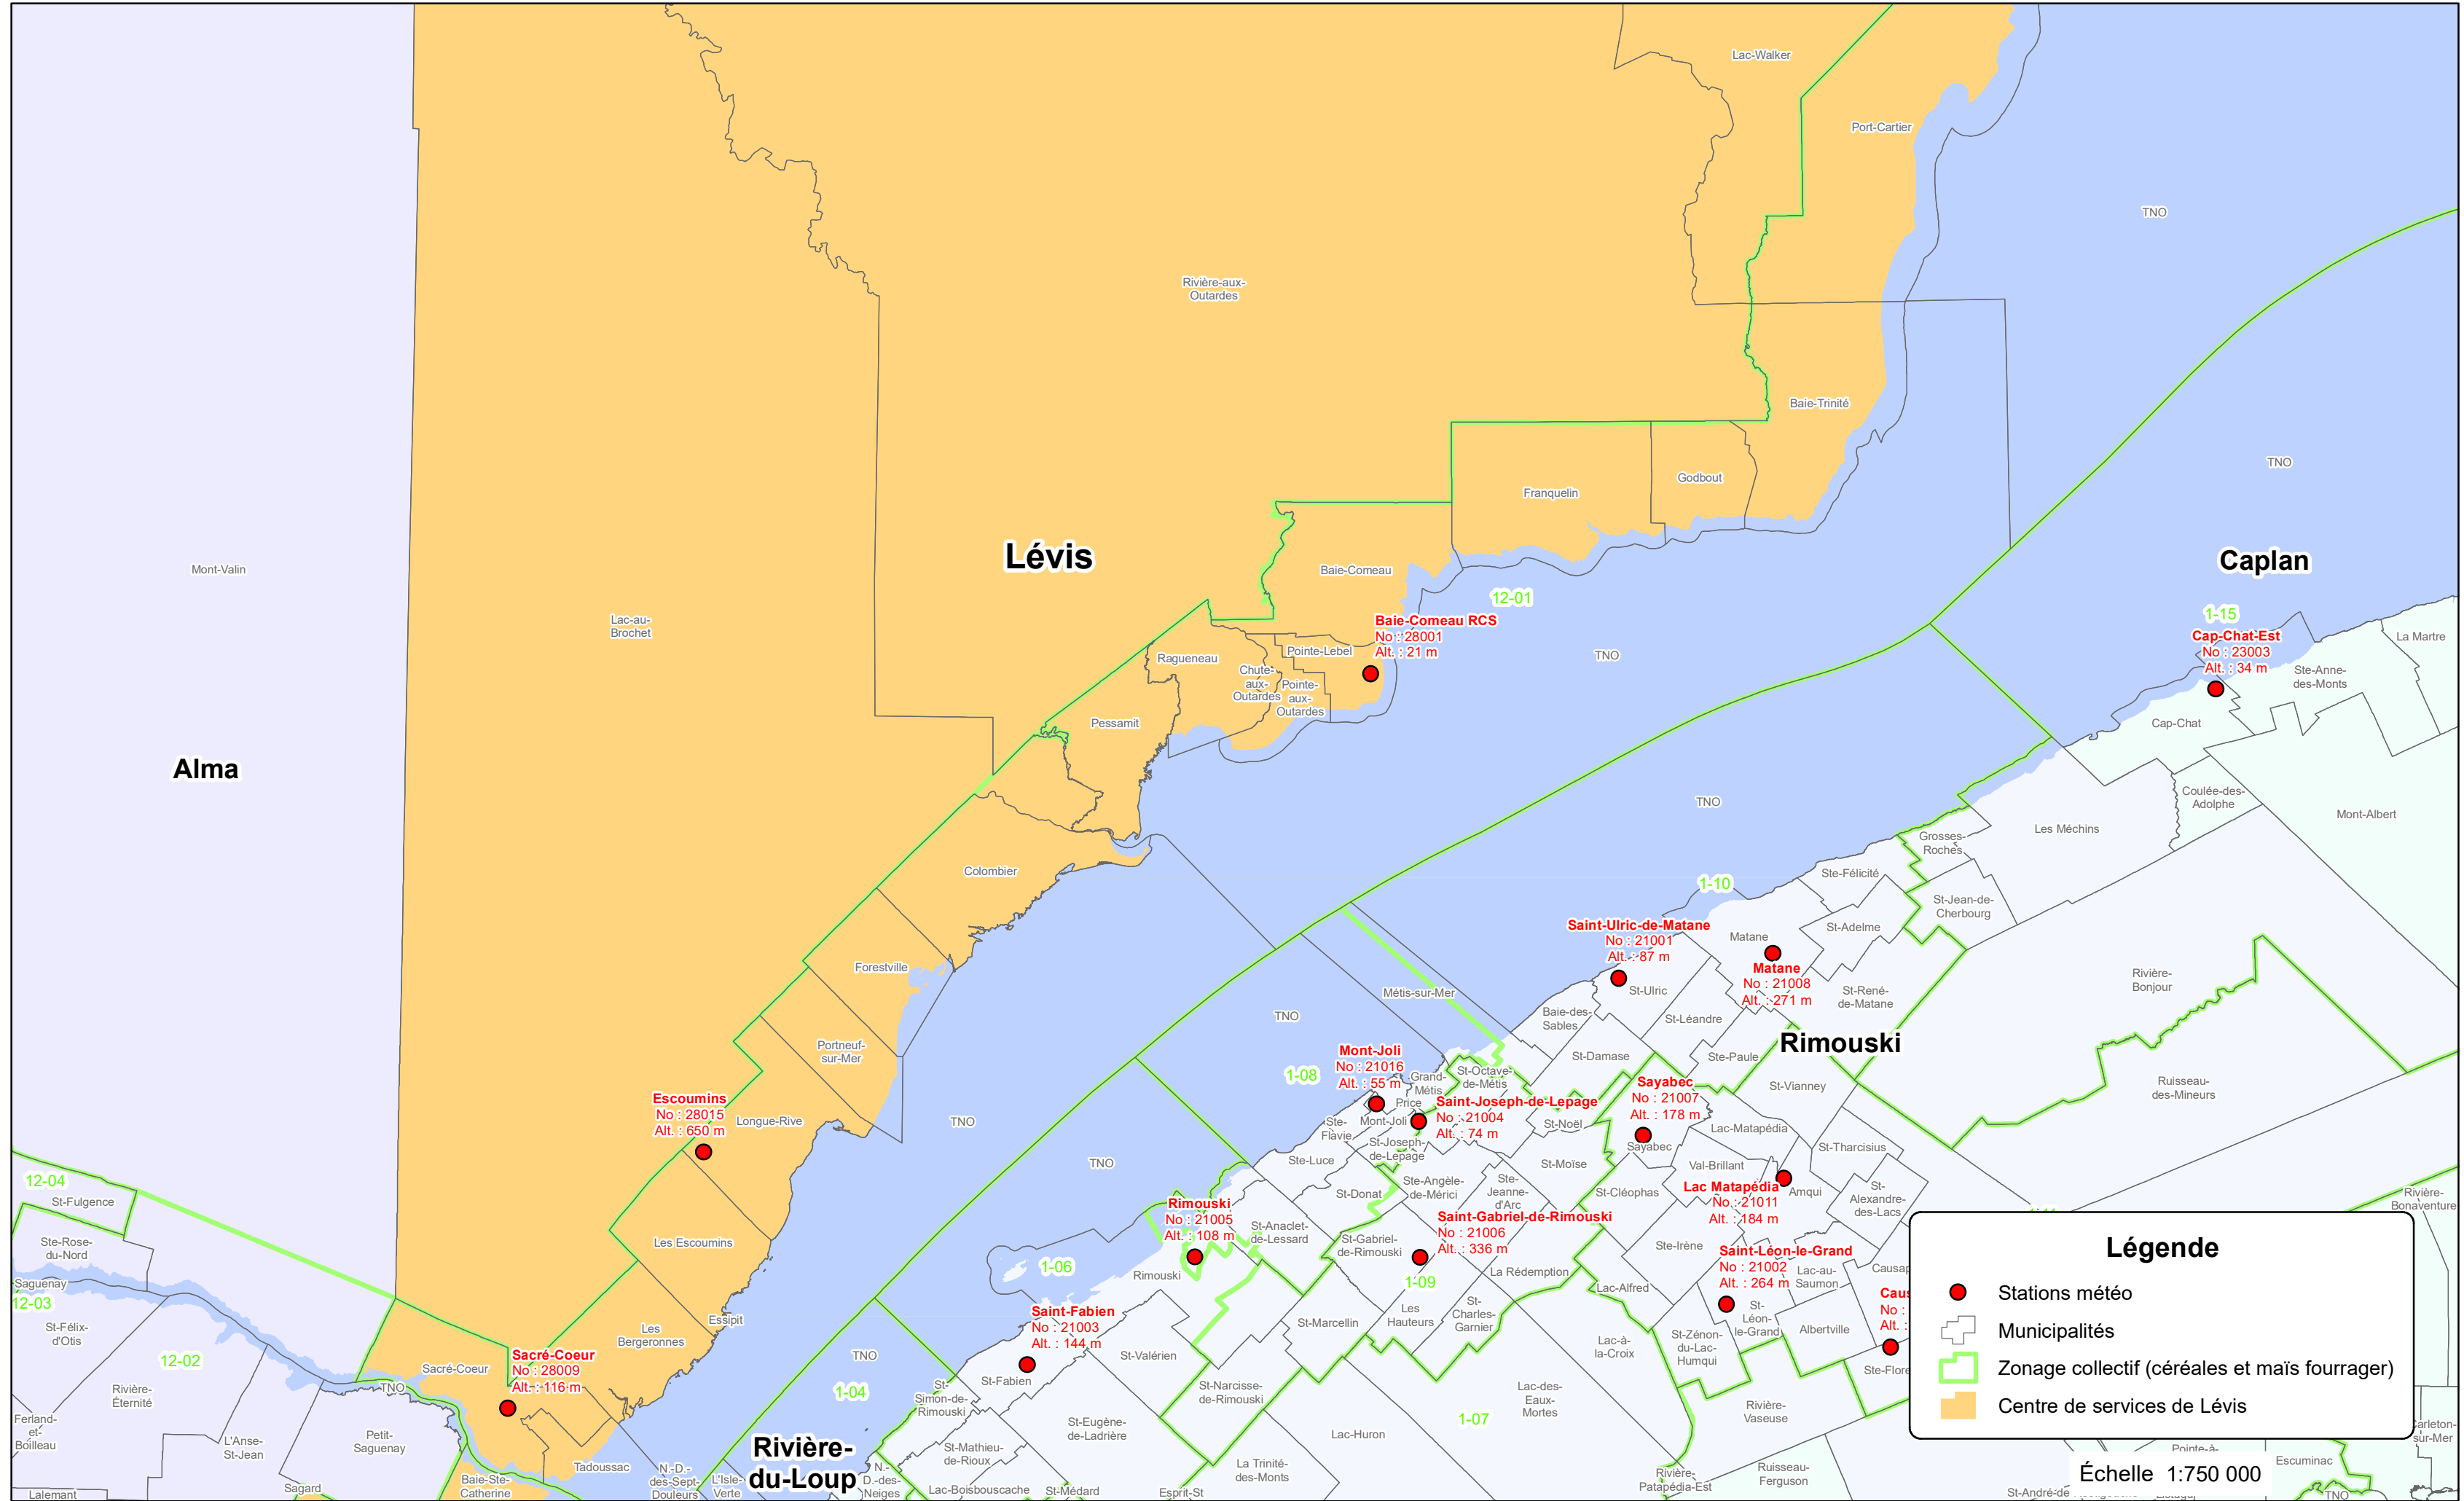 Lac-Walker
Port-Cartier
TNO
Rivière-aux-
Outardes
Baie-Trinité
TNO
Godbout
Franquelin
Lévis
Caplan
Mont-Valin
Baie-Comeau
12-01
1-15
Lac-au-
Brochet
Baie-Comeau RCS
No : 28001
Alt. : 21 m
Cap-Chat-Est
No : 23003
Alt. : 34 m
La Martre
Ste-Anne-
des-Monts
Ragueneau
Pointe-Lebel
Chute-
aux-
Outardes
Pointe-
aux-
Outardes
TNO
Pessamit
Cap-Chat
Alma
TNO
Coulée-des-
Adolphe
Mont-Albert
Les Méchins
Grosses-
Roches
Colombier
Ste-Félicité
1-10
St-Jean-de-
Cherbourg
Saint-Ulric-de-Matane
No : 21001
Alt. : 87 m
Matane
St-Adelme
Forestville
Matane
No : 21008
Alt. : 271 m
St-Ulric
Métis-sur-Mer
St-René-
de-Matane
Rivière-
Bonjour
TNO
Baie-des-
Sables
St-Léandre
Rimouski
Portneuf-
sur-Mer
Mont-Joli
No : 21016
Alt. : 55 m
St-Damase
Ste-Paule
1-08
Grand-
Métis
St-Octave-
de-Métis
Sayabec
No : 21007
Alt. : 178 m
St-Vianney
Ruisseau-
des-Mineurs
Escoumins
No : 28015
Alt. : 650 m
Longue-Rive
TNO
Price
Saint-Joseph-de-Lepage
No : 21004
Alt. : 74 m
Ste-
Flavie
Mont-Joli
St-Noël
Lac-Matapédia
St-Joseph-
de-Lepage
Sayabec
St-Tharcisius
TNO
Ste-Luce
St-Moïse
Val-Brillant
12-04
St-Fulgence
St-Donat
Ste-Angèle-
de-Mérici
Ste-
Jeanne-
d'Arc
St-Cléophas
Lac Matapédia
No : 21011
Alt. : 184 m
Amqui
St-
Alexandre-
des-Lacs
Rivière-
Bonaventure
Rimouski
No : 21005
Alt. : 108 m
St-Anaclet-
de-Lessard
Saint-Gabriel-de-Rimouski
No : 21006
Alt. : 336 m
St-Gabriel-
de-Rimouski
Ste-Rose-
du-Nord
Les Escoumins
Ste-Irène
Saint-Léon-le-Grand
No : 21002
Alt. : 264 m
Légende
1-06
Rimouski
1-09
La Rédemption
Lac-Alfred
Lac-au-
Saumon
Causap
Saguenay
12-03
Stations météo
Saint-Fabien
No : 21003
Alt. : 144 m
Les
Hauteurs
St-
Charles-
Garnier
St-
Léon-
le-Grand
Caus
No :
Alt. :
St-Félix-
d'Otis
Essipit
Les
Bergeronnes
St-Marcellin
Albertville
Municipalités
12-02
Sacré-Coeur
No : 28009
Alt. : 116 m
Sacré-Coeur
TNO
St-Valérien
Lac-à-
la-Croix
St-Zénon-
du-Lac-
Humqui
Ste-Flore
Zonage collectif (céréales et maïs fourrager)
TNO
1-04
St-Fabien
St-
Simon-de-
Rimouski
St-Narcisse-
de-Rimouski
Lac-des-
Eaux-
Mortes
Rivière-
Éternité
Centre de services de Lévis
Rivière-
Vaseuse
1-07
St-Eugène-
de-Ladrière
Ferland-
et-
Boilleau
L'Anse-
St-Jean
Petit-
Saguenay
Lac-Huron
Carleton-
sur-Mer
Rivière-
du-Loup
St-Mathieu-
de-Rioux
La Trinité-
des-Monts
Tadoussac
N.-D.-
des-Sept-
Douleurs
L'Isle-
Verte
N.-
D.-des-
Neiges
Rivière-
Patapédia-Est
Ruisseau-
Ferguson
Pointe-à-
Escuminac
Échelle 1:750 000
Lalemant
Sagard
Baie-Ste-
Catherine
Lac-Boisbouscache
St-Médard
Esprit-St
St-André-de
TNO